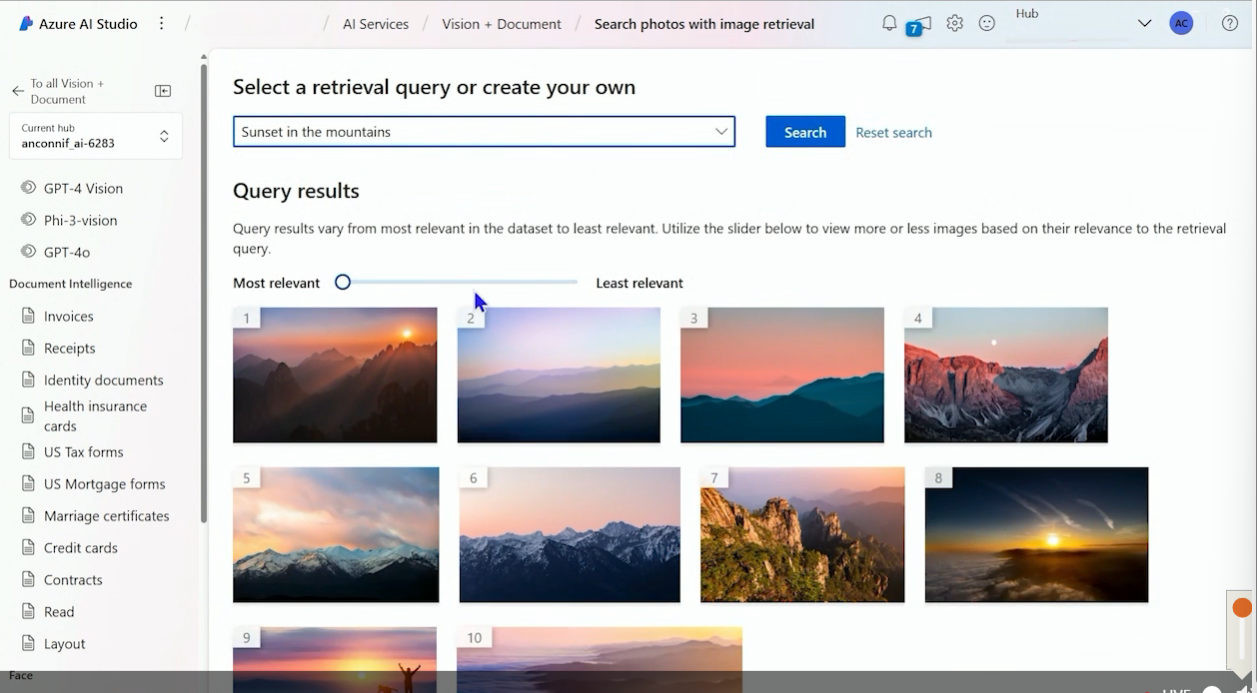 Azure AI Studio
AI Services / Vision + Document / Search photos with image retrieval
7
Hub
AC
To all Vision +
Document
Current hub
anconnif_ai-6283
GPT-4 Vision
Phi-3-vision
GPT-4o
Document Intelligence
Invoices
Receipts
Identity documents
Health insurance
cards
US Tax forms
US Mortgage forms
Marriage certificates
Credit cards
Contracts
Read
Layout
Face
Select a retrieval query or create your own
Sunset in the mountains
Search
Reset search
Query results
Query results vary from most relevant in the dataset to least relevant. Utilize the slider below to view more or less images based on their relevance to the retrieval
query.
Most relevant
Least relevant
1
2
3
4
5
6
7
8
9
10
LIVE